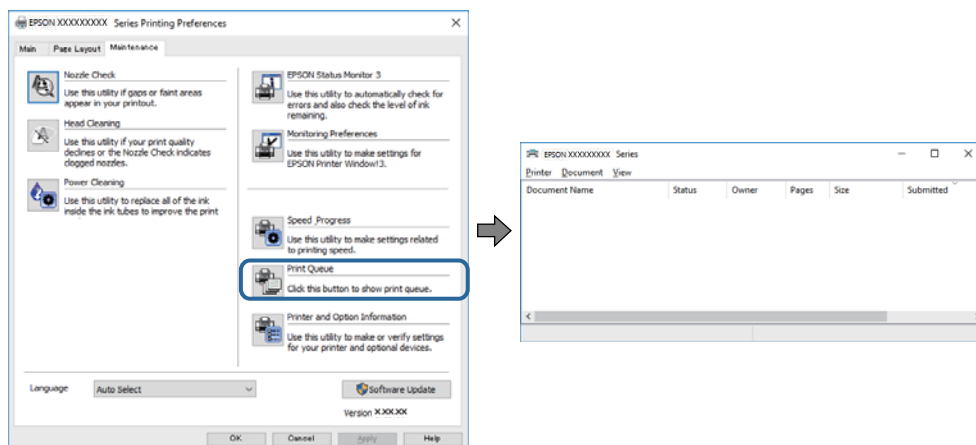 EPSON XXXXXXXXX Series Printing Preferences
Main Page Layout Maintenance
Nozzle Check
Use this utility if gaps or faint areas
appear in your printout.
Head Cleaning
Use this utility if your print quality
declines or the Nozzle Check indicates
clogged nozzles.
Power Cleaning
Use this utility to replace all of the ink
inside the ink tubes to improve the print
EPSON Status Monitor 3
Use this utility to automatically check for
errors and also check the level of ink
remaining.
Monitoring Preferences
Use this utility to make settings for
EPSON Printer Window!3.
Speed Progress
Use this utility to make settings related
to printing speed.
Print Queue
Click this button to show print queue.
Printer and Option Information
Use this utility to make or verify settings
for your printer and optional devices.
Language Auto Select
Software Update
Version X.XX.XX
OK Cancel Apply Help
EPSON XXXXXXXXX Series
Printer Document View
Document Name Status Owner Pages Size Submitted